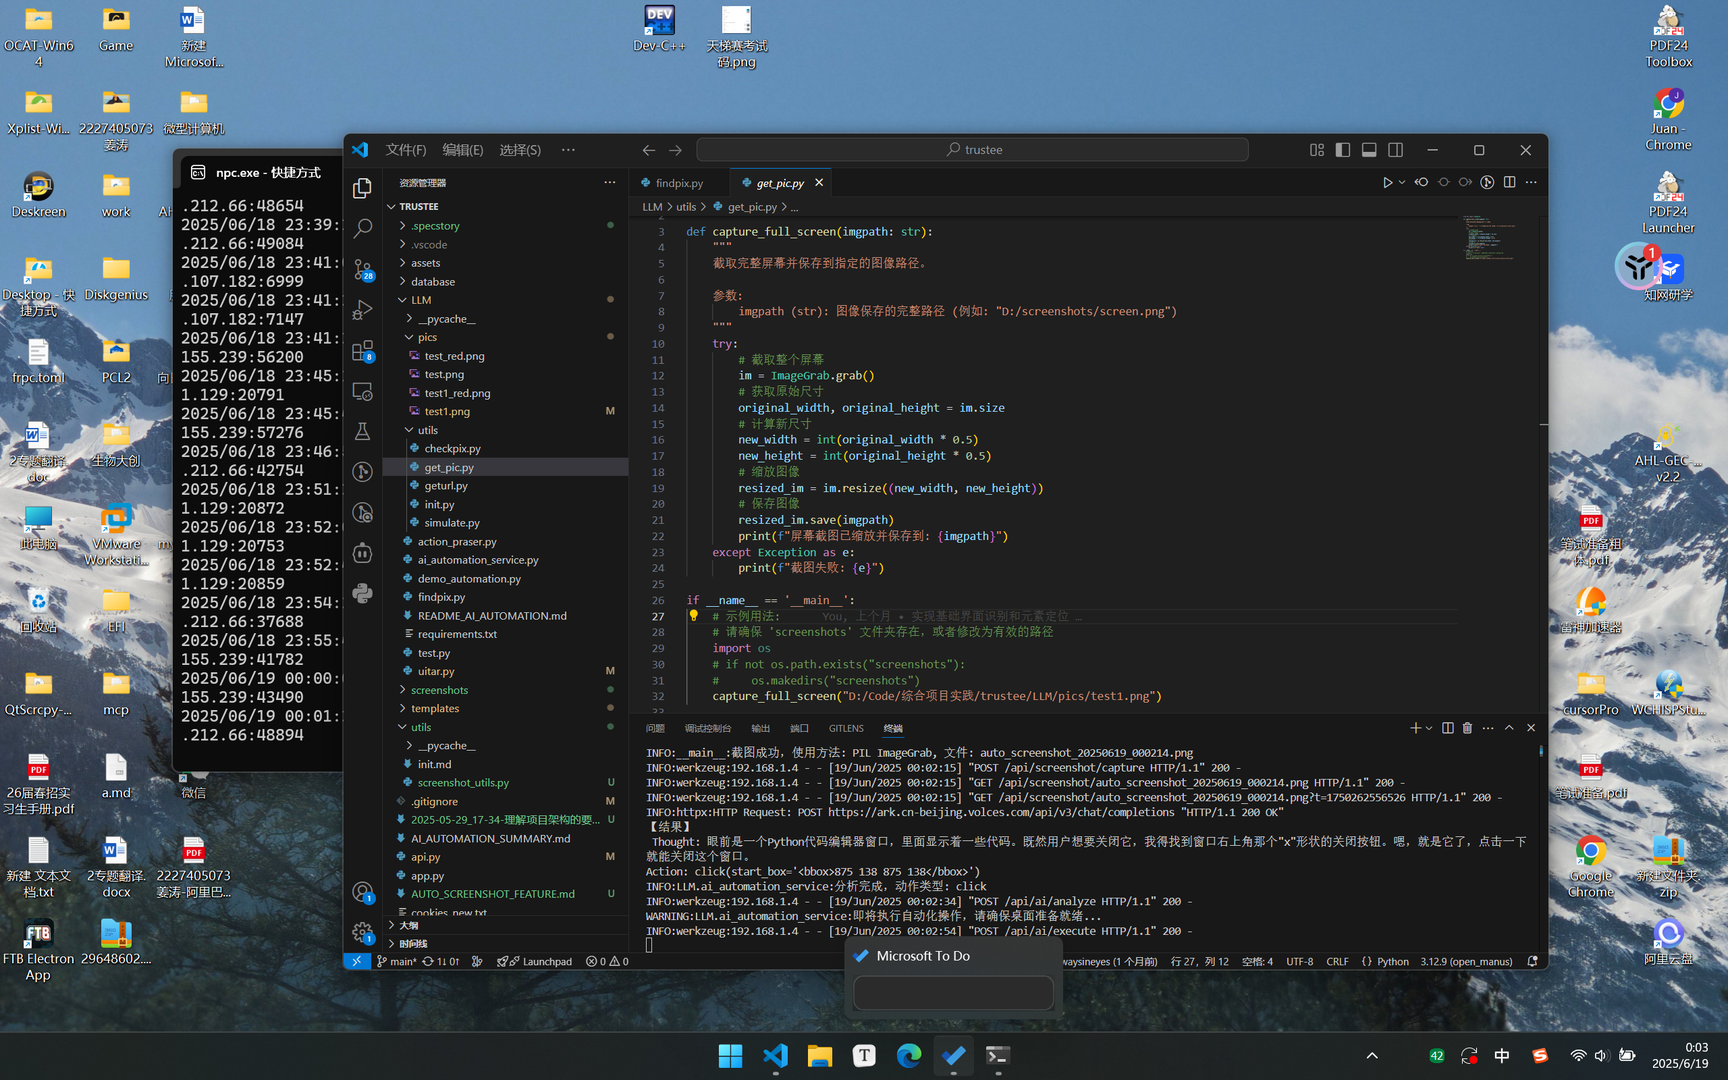 OCAT-Win6
4
Game
新建
Microsof...
Dev-C++
天梯赛考试
码.png
PDF24
Toolbox
Xplist-Wi...
2227405073
姜涛
微型计算机
Juan -
Chrome
Deskreen
work
PDF24
Launcher
Desktop - 快
捷方式
Diskgenius
知网研学
1
frpc.toml
PCL2
2专题翻译.
doc
生物大创
AHL-GEC-...
v2.2
此电脑
VMware
Workstati...
笔试准备粗
体.pdf
回收站
EFI
雷神加速器
QtScrcpy-...
mcp
cursorPro
WCHISPStu...
26届春招实
习生手册.pdf
a.md
微信
笔试准备.pdf
新建 文本文
档.txt
2专题翻译.
docx
2227405073
姜涛-阿里巴...
Google
Chrome
新建文件夹.
zip
FTB Electron
App
29648602....
阿里云盘
npc.exe - 快捷方式
.212.66:48654
2025/06/18 23:39:
.212.66:49084
2025/06/18 23:41:
.107.182:6999
2025/06/18 23:41:
.107.182:7147
2025/06/18 23:41:
155.239:56200
2025/06/18 23:45:
1.129:20791
2025/06/18 23:45:
155.239:57276
2025/06/18 23:46:
.212.66:42754
2025/06/18 23:51:
1.129:20872
2025/06/18 23:52:
1.129:20753
2025/06/18 23:52:
1.129:20859
2025/06/18 23:54:
.212.66:37688
2025/06/18 23:55:
155.239:41782
2025/06/19 00:00:
155.239:43490
2025/06/19 00:01:
.212.66:48894
文件(F) 编辑(E) 选择(S) ··· trustee
资源管理器
TRUSTEE
.specstory
.vscode
assets
database
LLM
__pycache__
pics
test_red.png
test.png
test1_red.png
test1.png M
utils
checkpix.py
get_pic.py
geturl.py
init.py
simulate.py
action_praser.py
ai_automation_service.py
demo_automation.py
findpix.py
README_AI_AUTOMATION.md
requirements.txt
test.py
uitar.py M
screenshots
templates
utils
__pycache__
init.md
screenshot_utils.py U
.gitignore M
2025-05-29_17-34-理解项目架构的要... U
AI_AUTOMATION_SUMMARY.md
api.py M
app.py
AUTO_SCREENSHOT_FEATURE.md U
cookies_new.txt
大纲
时间线
28
8
1
1
findpix.py
get_pic.py
LLM > utils > get_pic.py > ...
3 def capture_full_screen(imgpath: str):
4 """
5 截取完整屏幕并保存到指定的图像路径。
6
7 参数:
8 imgpath (str): 图像保存的完整路径 (例如: "D:/screenshots/screen.png")
9 """
10 try:
11 # 截取整个屏幕
12 im = ImageGrab.grab()
13 # 获取原始尺寸
14 original_width, original_height = im.size
15 # 计算新尺寸
16 new_width = int(original_width * 0.5)
17 new_height = int(original_height * 0.5)
18 # 缩放图像
19 resized_im = im.resize((new_width, new_height))
20 # 保存图像
21 resized_im.save(imgpath)
22 print(f"屏幕截图已缩放并保存到: {imgpath}")
23 except Exception as e:
24 print(f"截图失败: {e}")
25
26 if __name__ == '__main__':
27 # 示例用法: You, 上个月 • 实现基础界面识别和元素定位 …
28 # 请确保 'screenshots' 文件夹存在，或者修改为有效的路径
29 import os
30 # if not os.path.exists("screenshots"):
31 # os.makedirs("screenshots")
32 capture_full_screen("D:/Code/综合项目实践/trustee/LLM/pics/test1.png")
问题 调试控制台 输出 端口 GITLENS 终端
INFO:__main__:截图成功，使用方法: PIL ImageGrab, 文件: auto_screenshot_20250619_000214.png
INFO:werkzeug:192.168.1.4 - - [19/Jun/2025 00:02:15] "POST /api/screenshot/capture HTTP/1.1" 200 -
INFO:werkzeug:192.168.1.4 - - [19/Jun/2025 00:02:15] "GET /api/screenshot/auto_screenshot_20250619_000214.png HTTP/1.1" 200 -
INFO:werkzeug:192.168.1.4 - - [19/Jun/2025 00:02:15] "GET /api/screenshot/auto_screenshot_20250619_000214.png?t=1750262556526 HTTP/1.1" 200 -
INFO:httpx:HTTP Request: POST https://ark.cn-beijing.volces.com/api/v3/chat/completions "HTTP/1.1 200 OK"
【结果】
Thought: 眼前是一个Python代码编辑器窗口，里面显示着一些代码。既然用户想要关闭它，我得找到窗口右上角那个"x"形状的关闭按钮。嗯，就是它了，点击一下
就能关闭这个窗口。
Action: click(start_box='<bbox>875 138 875 138</bbox>')
INFO:LLM.ai_automation_service:分析完成，动作类型: click
INFO:werkzeug:192.168.1.4 - - [19/Jun/2025 00:02:34] "POST /api/ai/analyze HTTP/1.1" 200 -
WARNING:LLM.ai_automation_service:即将执行自动化操作，请确保桌面准备就绪...
INFO:werkzeug:192.168.1.4 - - [19/Jun/2025 00:02:54] "POST /api/ai/execute HTTP/1.1" 200 -
main* 1↓ 0↑ Launchpad 0 0 waysineyes (1 个月前) 行 27，列 12 空格: 4 UTF-8 CRLF {} Python 3.12.9 (open_manus)
Microsoft To Do
42 中
0:03
2025/6/19